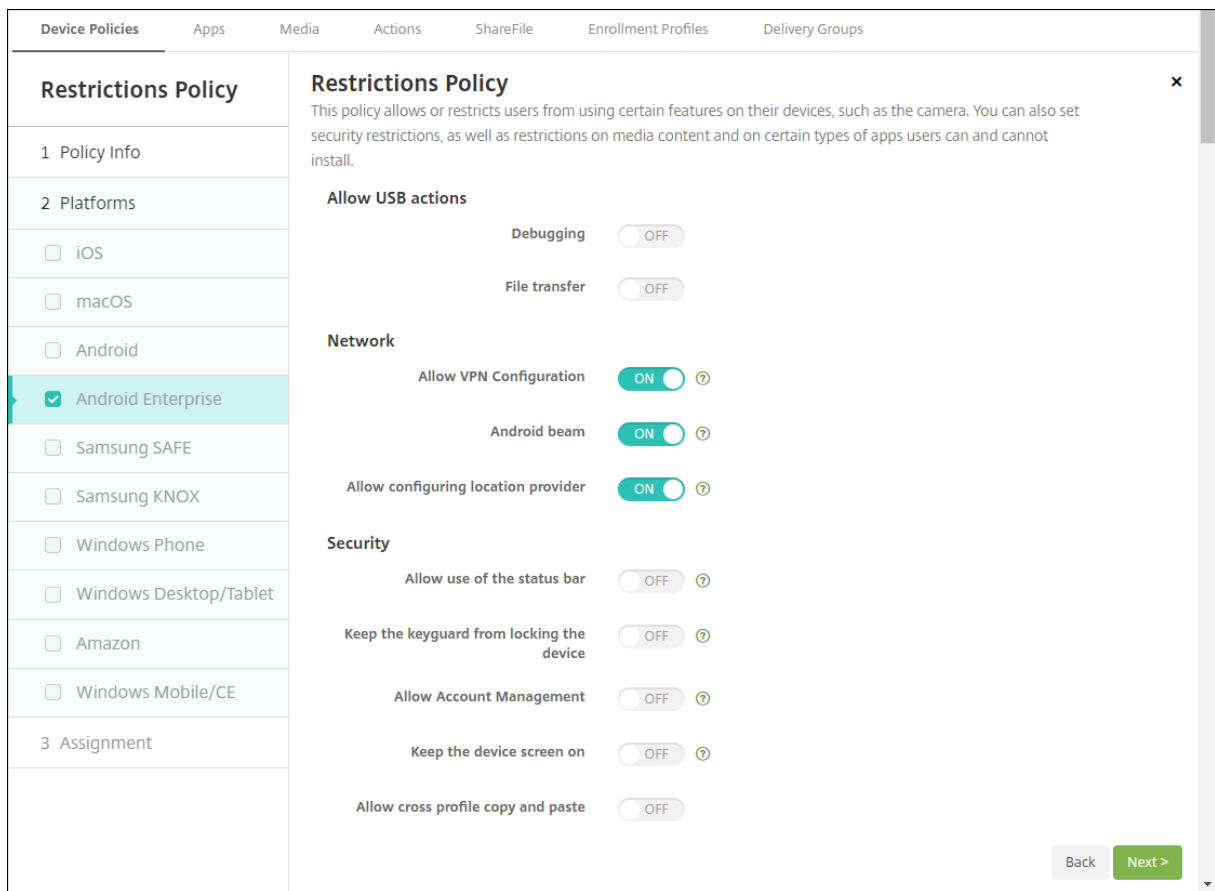 Device Policies Apps Media Actions ShareFile Enrollment Profiles Delivery Groups
Restrictions Policy
1 Policy Info
2 Platforms
iOS
macOS
Android
Android Enterprise
Samsung SAFE
Samsung KNOX
Windows Phone
Windows Desktop/Tablet
Amazon
Windows Mobile/CE
3 Assignment
Restrictions Policy
This policy allows or restricts users from using certain features on their devices, such as the camera. You can also set
security restrictions, as well as restrictions on media content and on certain types of apps users can and cannot
install.
Allow USB actions
Debugging OFF
File transfer OFF
Network
Allow VPN Configuration ON ?
Android beam ON ?
Allow configuring location provider ON ?
Security
Allow use of the status bar OFF ?
Keep the keyguard from locking the
device OFF ?
Allow Account Management OFF ?
Keep the device screen on OFF ?
Allow cross profile copy and paste OFF
Back Next >